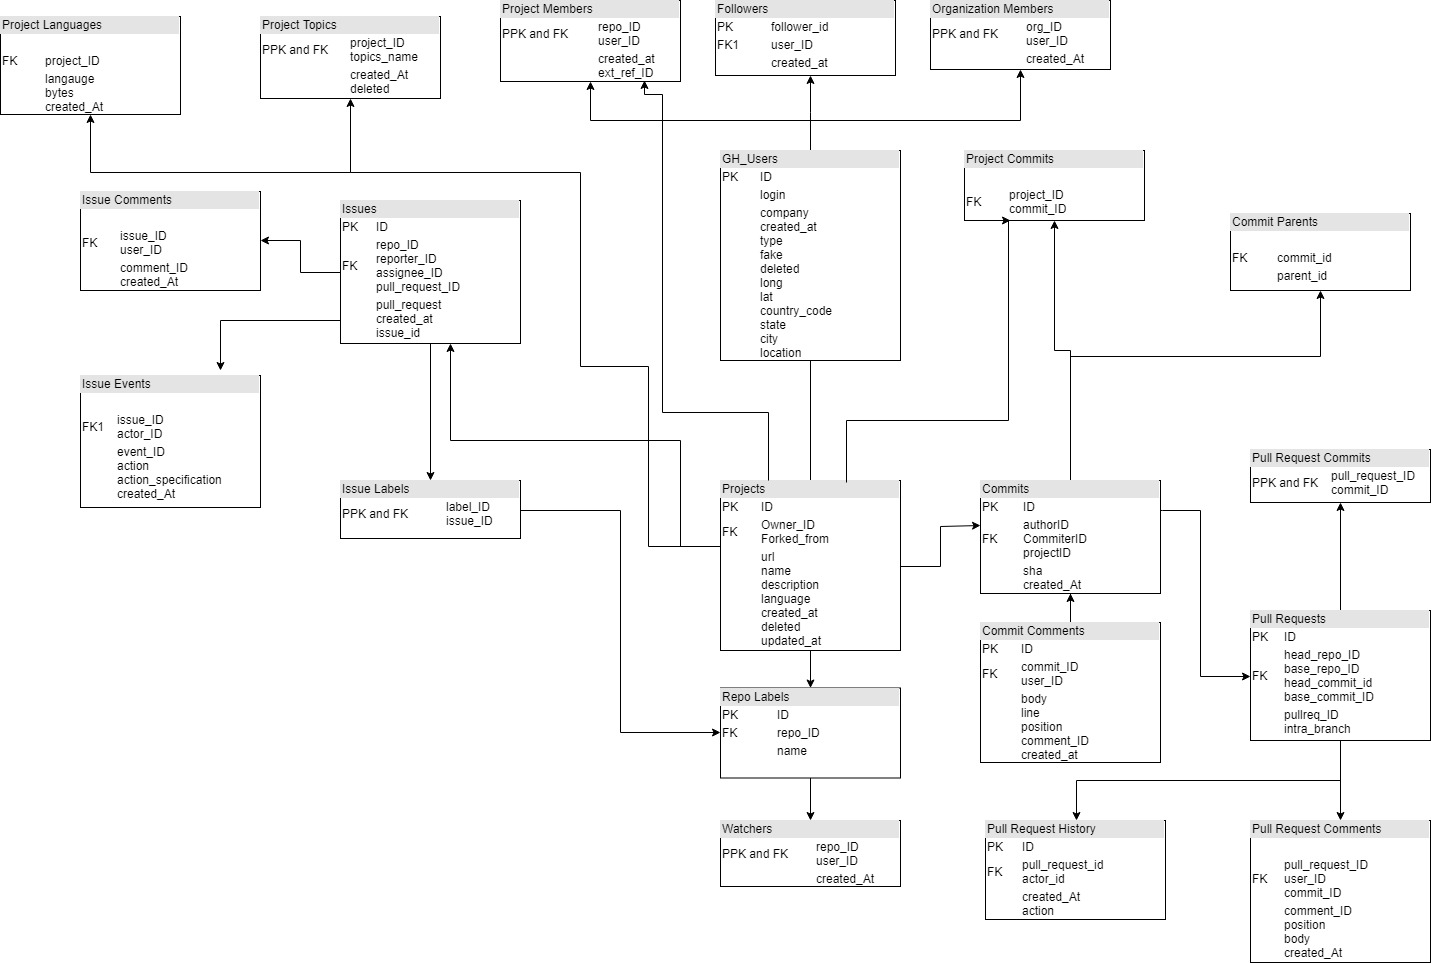 Project Languages
FK project_ID
langauge
bytes
created_At
Project Topics
PPK and FK project_ID
topics_name
created_At
deleted
Project Members
PPK and FK repo_ID
user_ID
created_at
ext_ref_ID
Followers
PK follower_id
FK1 user_ID
created_at
Organization Members
PPK and FK org_ID
user_ID
created_At
Issue Comments
FK issue_ID
user_ID
comment_ID
created_At
Issues
PK ID
repo_ID
FK reporter_ID
assignee_ID
pull_request_ID
pull_request
created_at
issue_id
GH_Users
PK ID
login
company
created_at
type
fake
deleted
long
lat
country_code
state
city
location
Project Commits
FK project_ID
commit_ID
Commit Parents
FK commit_id
parent_id
Issue Events
FK1 issue_ID
actor_ID
event_ID
action
action_specification
created_At
Issue Labels
PPK and FK label_ID
issue_ID
Projects
PK ID
FK Owner_ID
Forked_from
url
name
description
language
created_at
deleted
updated_at
Commits
PK ID
authorID
FK CommiterID
projectID
sha
created_At
Pull Request Commits
PPK and FK pull_request_ID
commit_ID
Commit Comments
PK ID
FK commit_ID
user_ID
body
line
position
comment_ID
created_at
Pull Requests
PK ID
head_repo_ID
base_repo_ID
FK head_commit_id
base_commit_ID
pullreq_ID
intra_branch
Repo Labels
PK ID
FK repo_ID
name
Watchers
PPK and FK repo_ID
user_ID
created_At
Pull Request History
PK ID
FK pull_request_id
actor_id
created_At
action
Pull Request Comments
pull_request_ID
FK user_ID
commit_ID
comment_ID
position
body
created_At